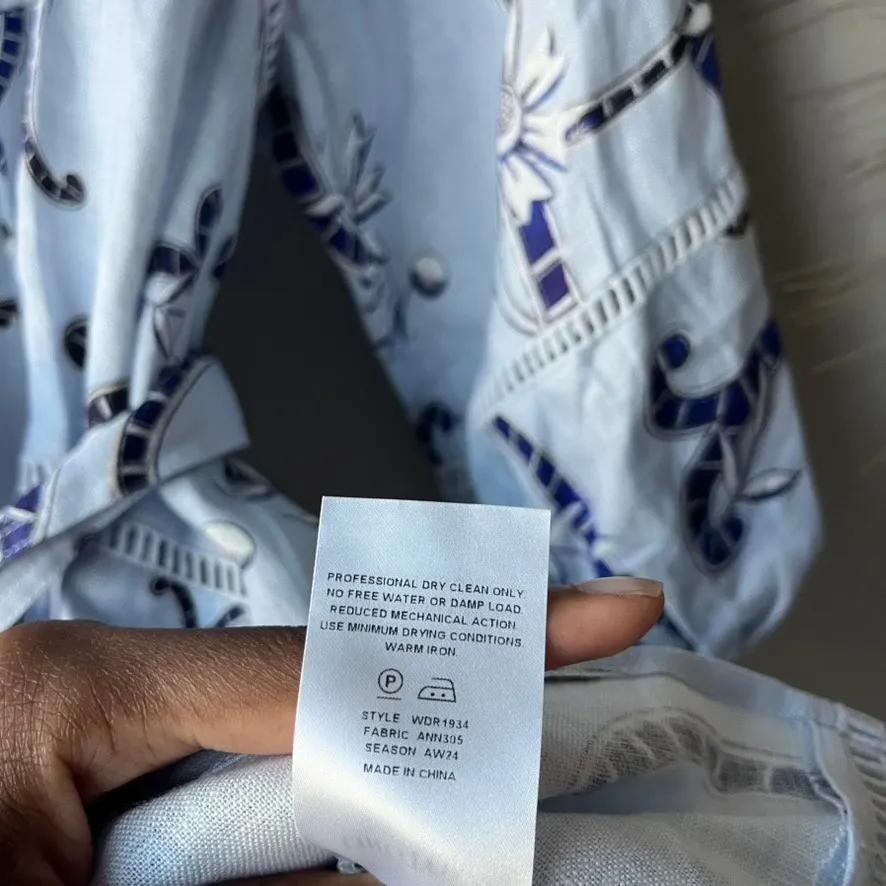 PROFESSIONAL DRY CLEAN ONLY.
NO FREE WATER OR DAMP LOAD.
REDUCED MECHANICAL ACTION.
USE MINIMUM DRYING CONDITIONS.
WARM IRON.
P
STYLE WDR1934
FABRIC ANN305
SEASON AW24
MADE IN CHINA